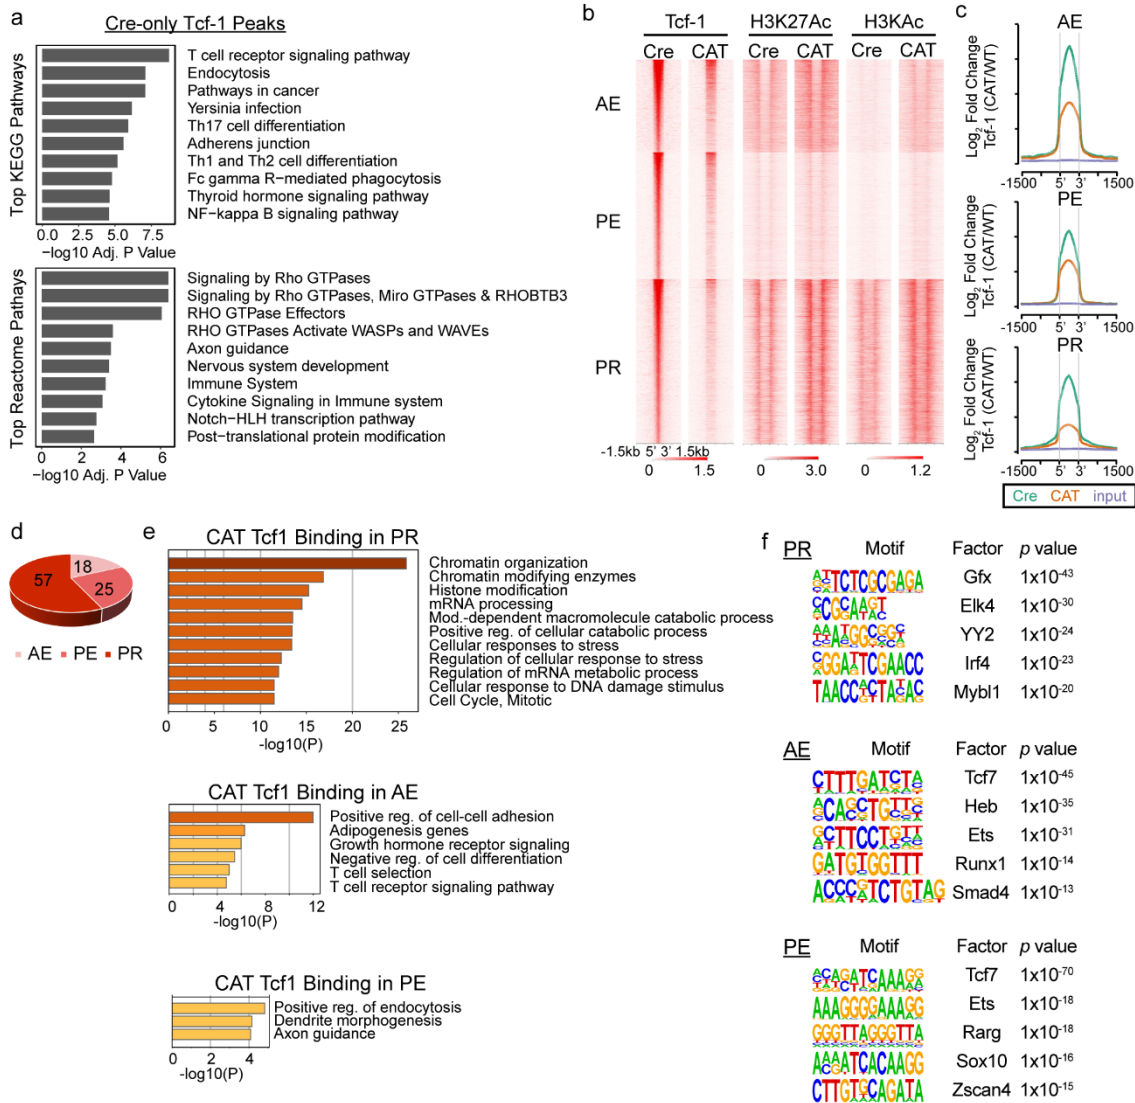 a
Cre-only Tcf-1 Peaks
Top KEGG Pathways
T cell receptor signaling pathway
Endocytosis
Pathways in cancer
Yersinia infection
Th17 cell differentiation
Adherens junction
Th1 and Th2 cell differentiation
Fc gamma R−mediated phagocytosis
Thyroid hormone signaling pathway
NF−kappa B signaling pathway
0.0 2.5 5.0 7.5
−log10 Adj. P Value
Top Reactome Pathays
Signaling by Rho GTPases
Signaling by Rho GTPases, Miro GTPases & RHOBTB3
RHO GTPase Effectors
RHO GTPases Activate WASPs and WAVEs
Axon guidance
Nervous system development
Immune System
Cytokine Signaling in Immune system
Notch-HLH transcription pathway
Post-translational protein modification
0 2 4 6
−log10 Adj. P Value
b
Tcf-1 H3K27Ac H3KAc
Cre CAT Cre CAT Cre CAT
AE
PE
PR
-1.5kb 5' 3' 1.5kb
0 1.5 0 3.0 0 1.2
c
AE
Log2 Fold Change
Tcf-1 (CAT/WT)
-1500 5' 3' 1500
PE
Log2 Fold Change
Tcf-1 (CAT/WT)
-1500 5' 3' 1500
PR
Log2 Fold Change
Tcf-1 (CAT/WT)
-1500 5' 3' 1500
Cre CAT input
d
18
57
25
AE PE PR
e
CAT Tcf1 Binding in PR
Chromatin organization
Chromatin modifying enzymes
Histone modification
mRNA processing
Mod.-dependent macromolecule catabolic process
Positive reg. of cellular catabolic process
Cellular responses to stress
Regulation of cellular response to stress
Regulation of mRNA metabolic process
Cellular response to DNA damage stimulus
Cell Cycle, Mitotic
0 5 10 15 20 25
-log10(P)
CAT Tcf1 Binding in AE
Positive reg. of cell-cell adhesion
Adipogenesis genes
Growth hormone receptor signaling
Negative reg. of cell differentiation
T cell selection
T cell receptor signaling pathway
0 4 8 12
-log10(P)
CAT Tcf1 Binding in PE
Positive reg. of endocytosis
Dendrite morphogenesis
Axon guidance
0 2 4
-log10(P)
f
PR Motif Factor p value
TCTCGCGAGA Gfx 1x10-43
CCGCAAGT Elk4 1x10-30
AAATGGCGGC YY2 1x10-24
GGATTCGAACC Irf4 1x10-23
TAACCACTACAC Mybl1 1x10-20
AE Motif Factor p value
CTTTGATCTA Tcf7 1x10-45
ACAGCTGTTG Heb 1x10-35
ACTTCCTGTT Ets 1x10-31
GATGTGGTTT Runx1 1x10-14
ACCCATCTGTAG Smad4 1x10-13
PE Motif Factor p value
ACAGATCAAAGG Tcf7 1x10-70
AAAGGGGAAAGG Ets 1x10-18
GGGTTAGGGTTA Rarg 1x10-18
AAAATCACAAGG Sox10 1x10-16
CTTGTGCAGATA Zscan4 1x10-15